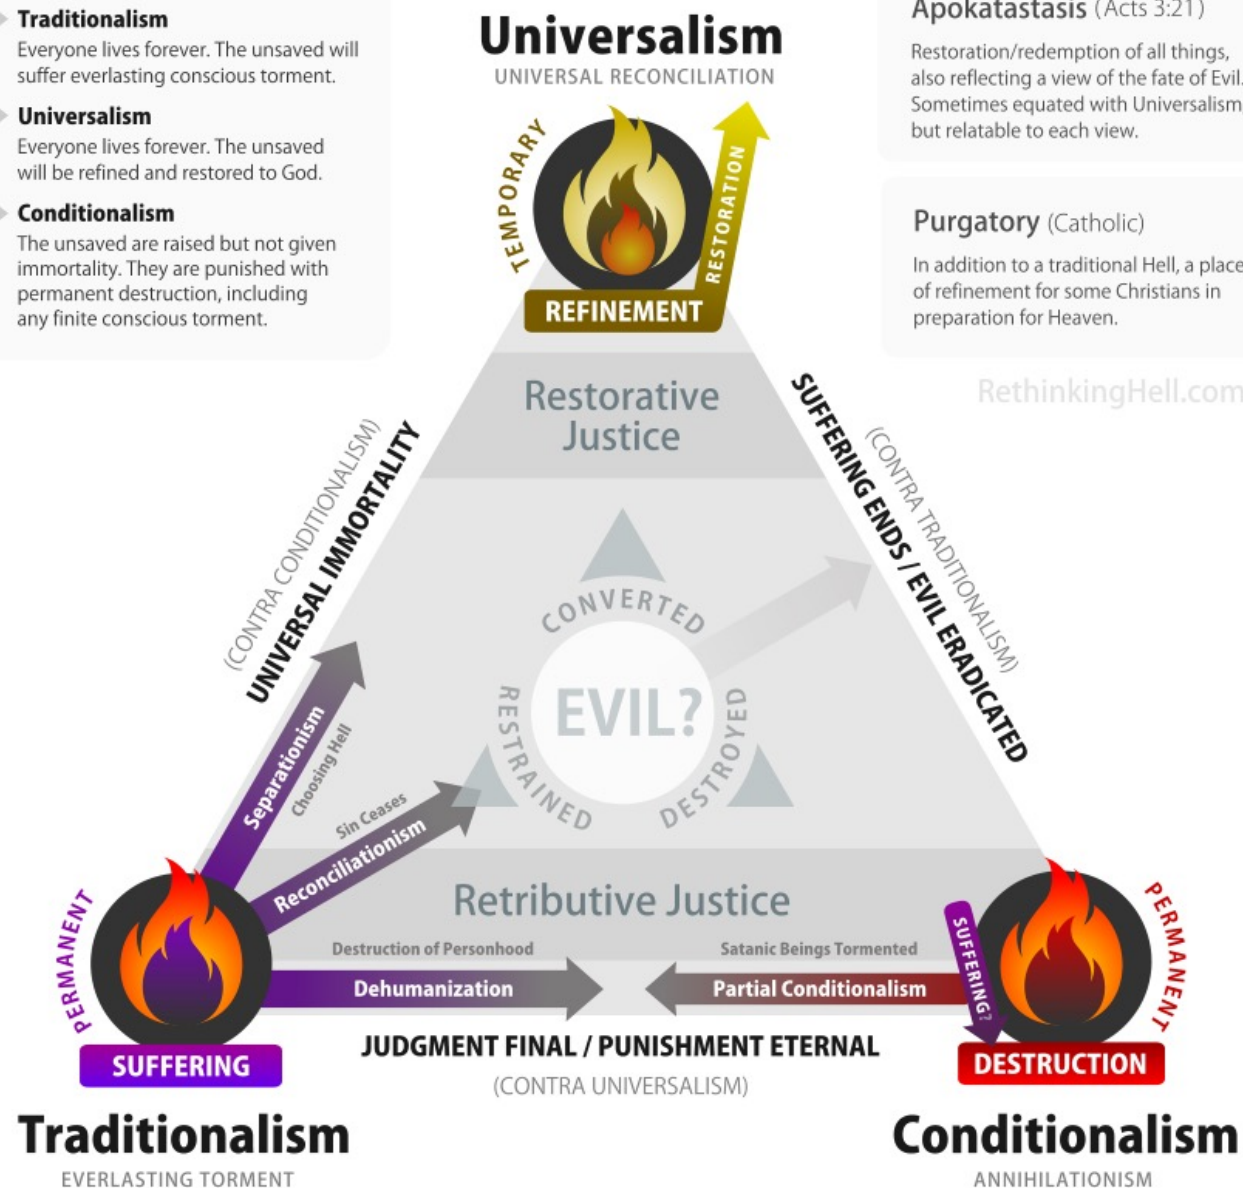 Traditionalism
Everyone lives forever. The unsaved will
suffer everlasting conscious torment.
Universalism
Everyone lives forever. The unsaved
will be refined and restored to God.
Conditionalism
The unsaved are raised but not given
immortality. They are punished with
permanent destruction, including
any finite conscious torment.
Universalism
UNIVERSAL RECONCILIATION
Apokatastasis (Acts 3:21)
Restoration/redemption of all things,
also reflecting a view of the fate of Evil.
Sometimes equated with Universalism,
but relatable to each view.
Purgatory (Catholic)
In addition to a traditional Hell, a place
of refinement for some Christians in
preparation for Heaven.
RethinkingHell.com
TEMPORARY
RESTORATION
REFINEMENT
Restorative
Justice
(CONTRA CONDITIONALISM)
UNIVERSAL IMMORTALITY
SUFFERING ENDS / EVIL ERADICATED
(CONTRA TRADITIONALISM)
CONVERTED
EVIL?
RESTRAINED
DESTROYED
Separationism
Choosing Hell
Sin Ceases
Reconciliationism
Retributive Justice
Destruction of Personhood
Dehumanization
Satanic Beings Tormented
Partial Conditionalism
PERMANENT
SUFFERING
SUFFERING?
PERMANENT
DESTRUCTION
JUDGMENT FINAL / PUNISHMENT ETERNAL
(CONTRA UNIVERSALISM)
Traditionalism
EVERLASTING TORMENT
Conditionalism
ANNIHILATIONISM